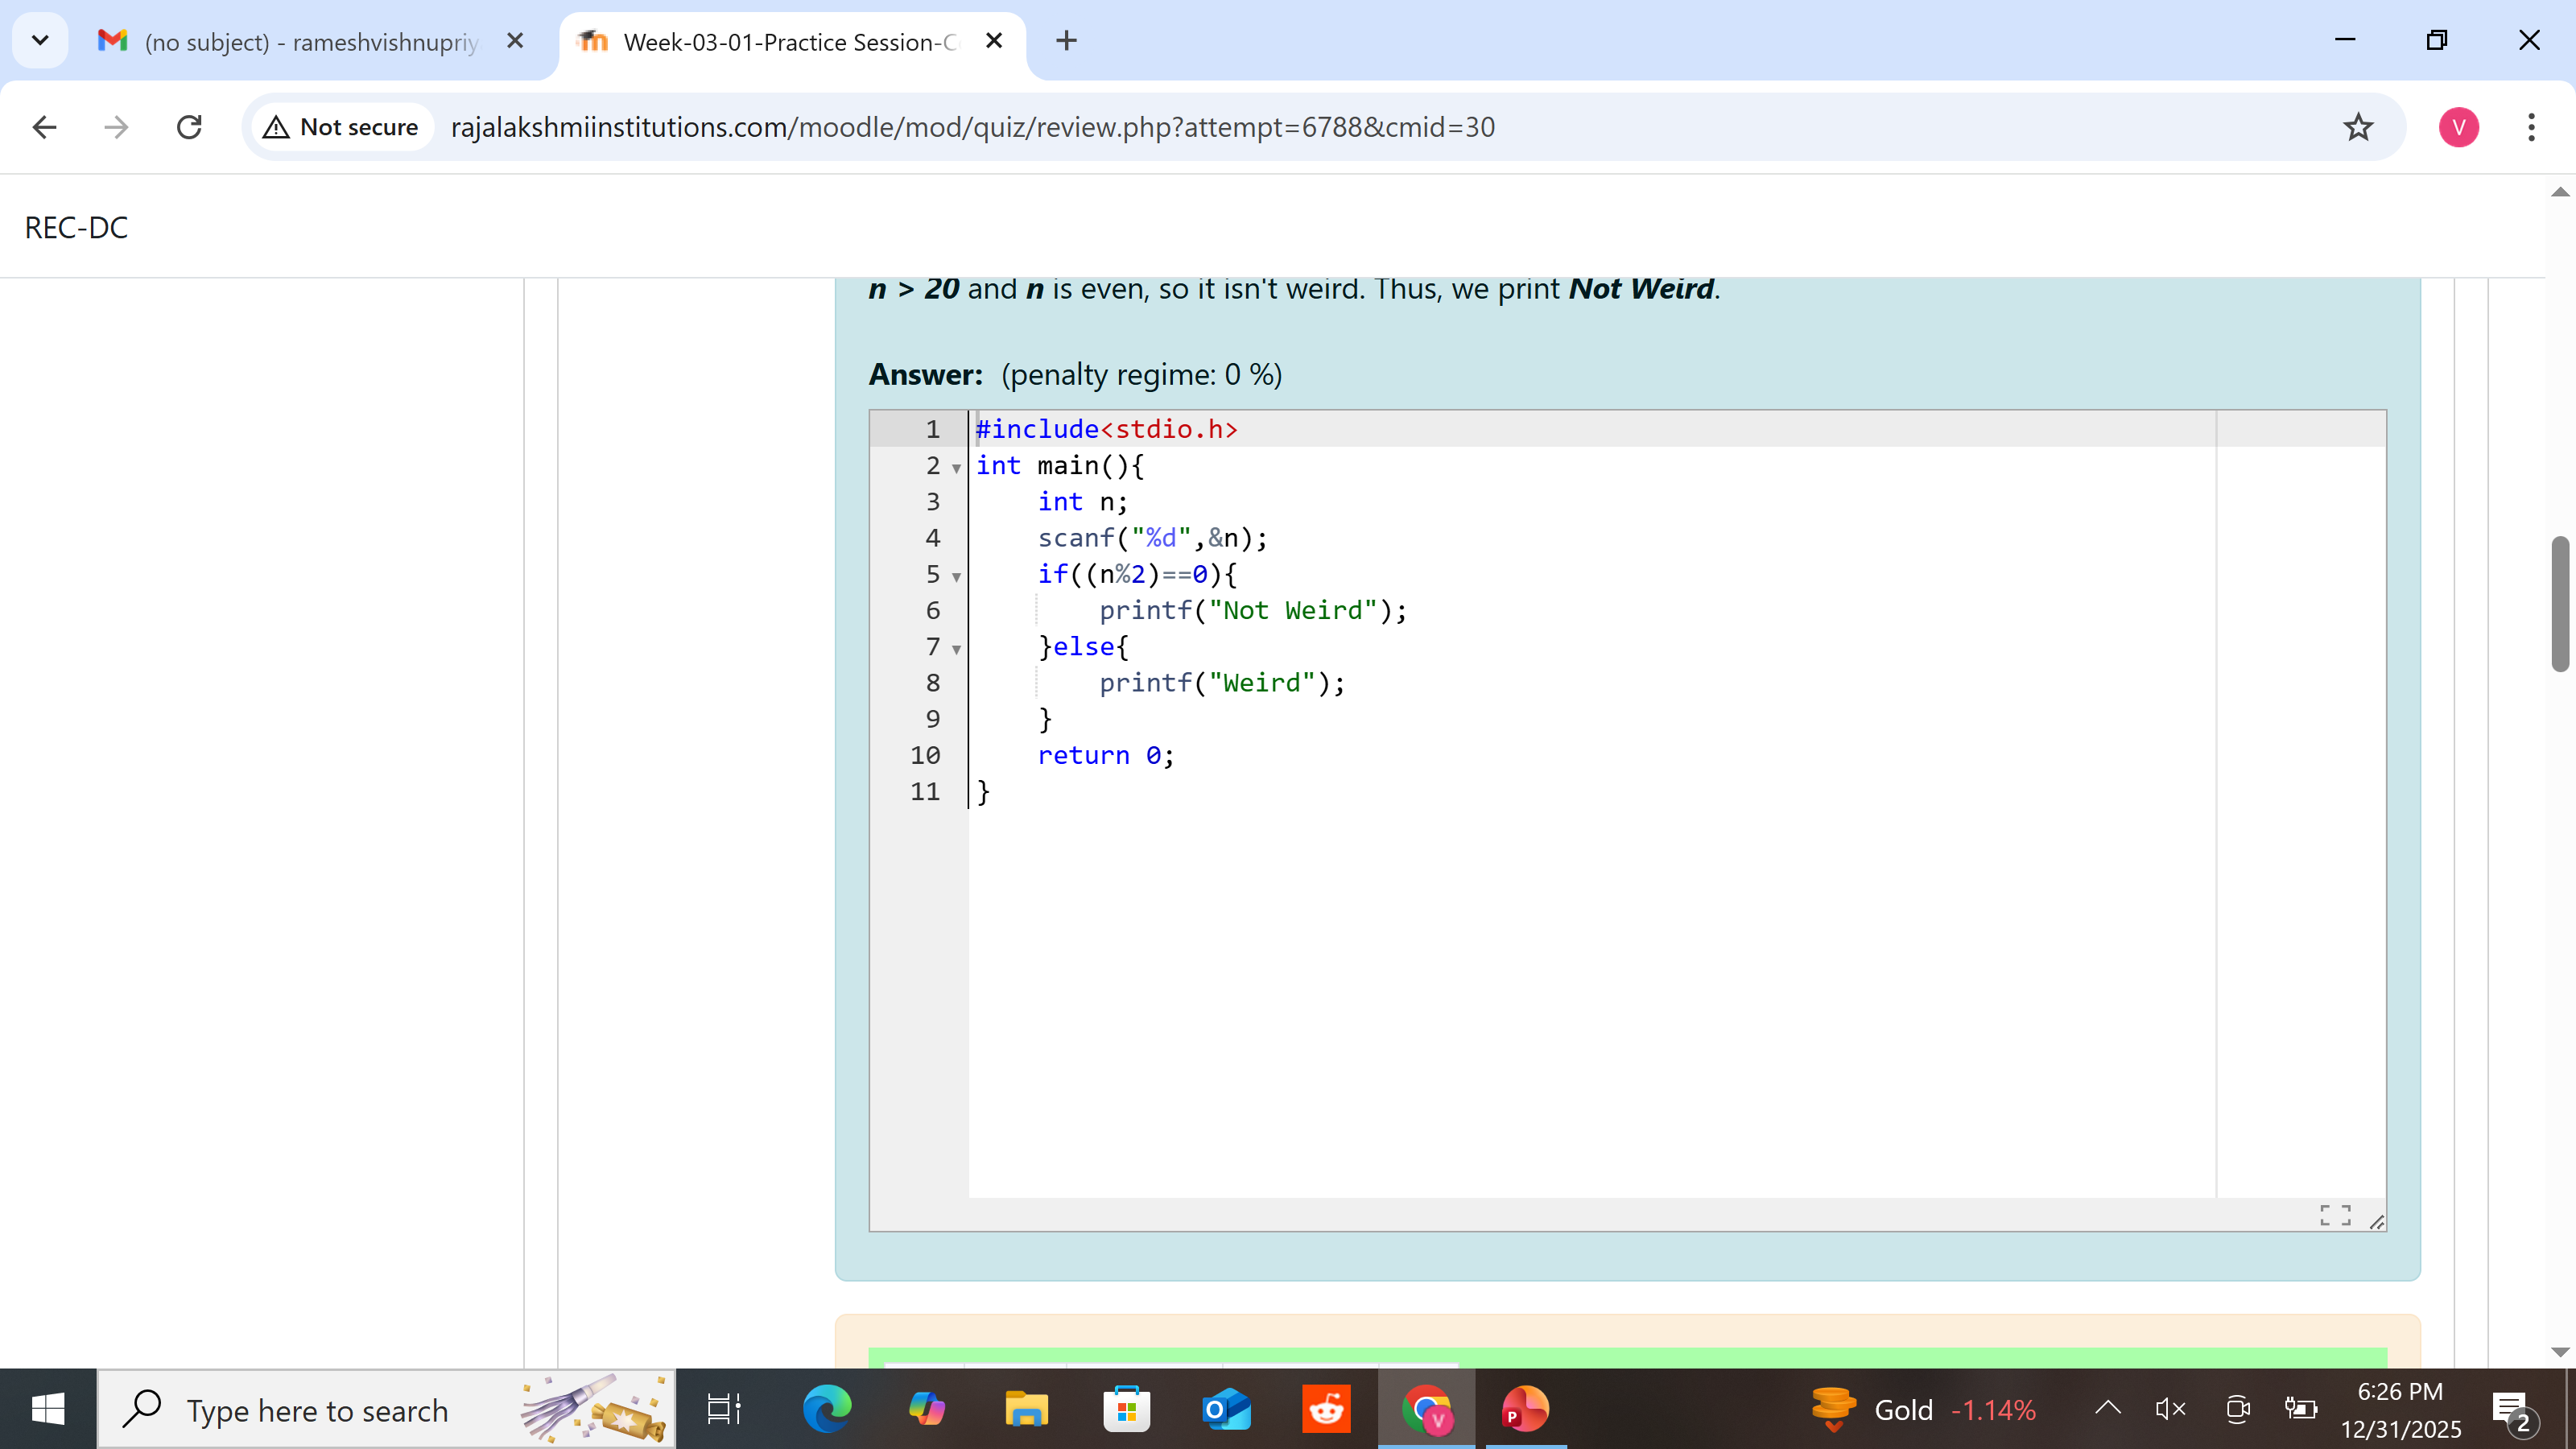 (no subject) - rameshvishnupriy
Week-03-01-Practice Session-C
Not secure
rajalakshmiinstitutions.com/moodle/mod/quiz/review.php?attempt=6788&cmid=30
V
REC-DC
n > 20 and n is even, so it isn't weird. Thus, we print Not Weird.
Answer: (penalty regime: 0 %)
1 #include<stdio.h>
2 int main(){
3 int n;
4 scanf("%d",&n);
5 if((n%2)==0){
6 printf("Not Weird");
7 }else{
8 printf("Weird");
9 }
10 return 0;
11 }
Type here to search
Gold -1.14%
6:26 PM
12/31/2025
2